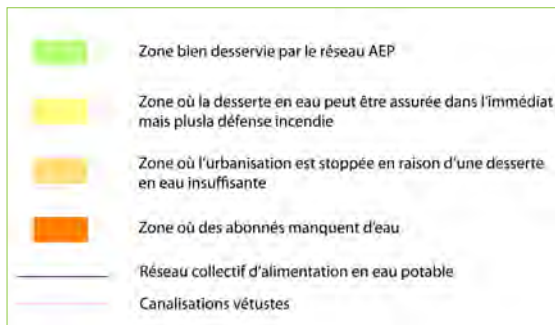 Zone bien desservie par le réseau AEP
Zone où la desserte en eau peut être assurée dans l'immédiat
mais plusla défense incendie
Zone où l'urbanisation est stoppée en raison d'une desserte
en eau insuffisante
Zone où des abonnés manquent d'eau
Réseau collectif d'alimentation en eau potable
Canalisations vétustes